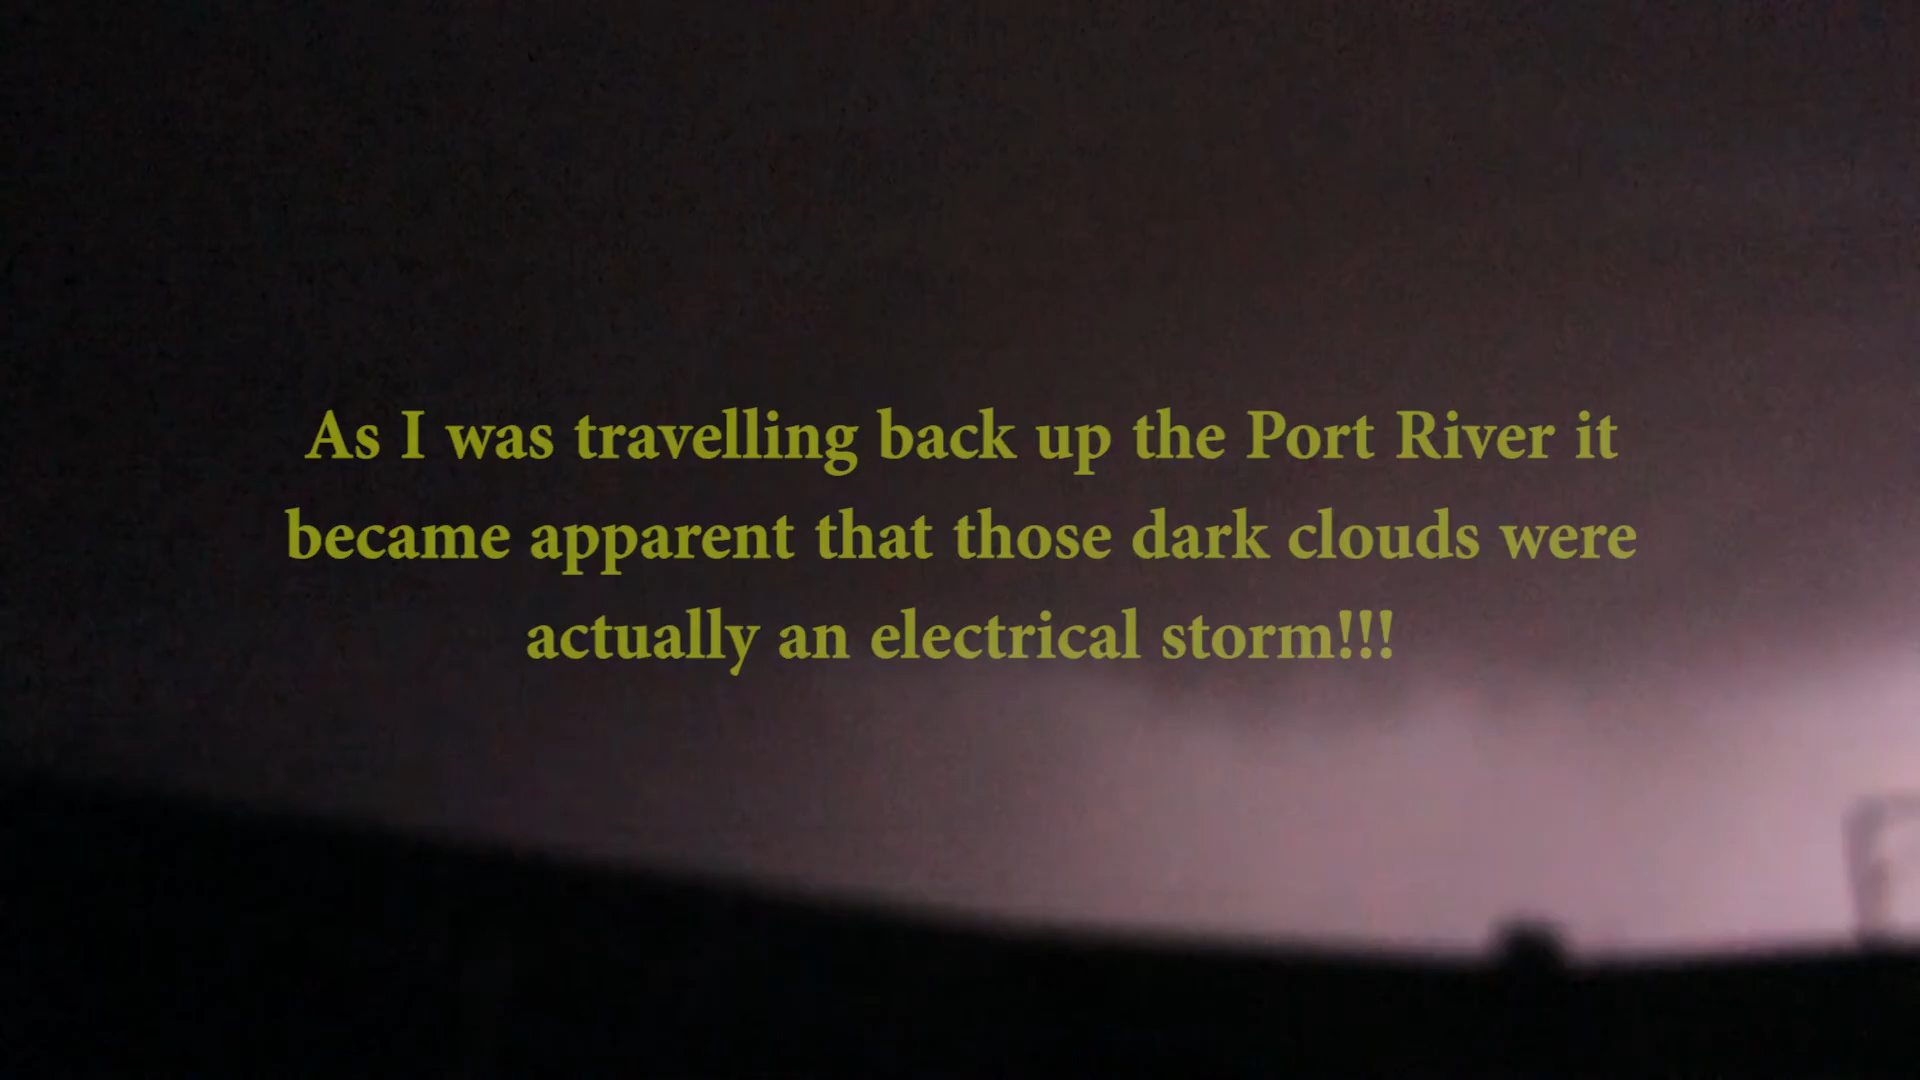 As I was travelling back up the Port River it
became apparent that those dark clouds were
actually an electrical storm!!!